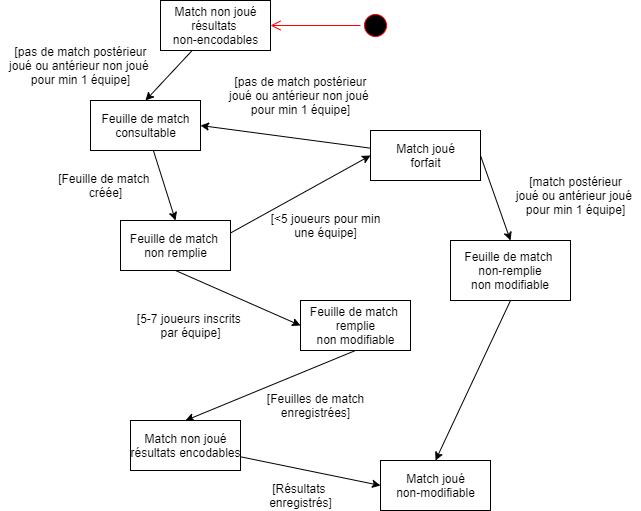 Match non joué
résultats
non-encodables
[pas de match postérieur
joué ou antérieur non joué
pour min 1 équipe]
[pas de match postérieur
joué ou antérieur non joué
pour min 1 équipe]
Feuille de match
consultable
Match joué
forfait
[Feuille de match
créée]
[match postérieur
joué ou antérieur joué
pour min 1 équipe]
[<5 joueurs pour min
une équipe]
Feuille de match
non remplie
Feuille de match
non-remplie
non modifiable
[5-7 joueurs inscrits
par équipe]
Feuille de match
remplie
non modifiable
[Feuilles de match
enregistrées]
Match non joué
résultats encodables
Match joué
non-modifiable
[Résultats
enregistrés]